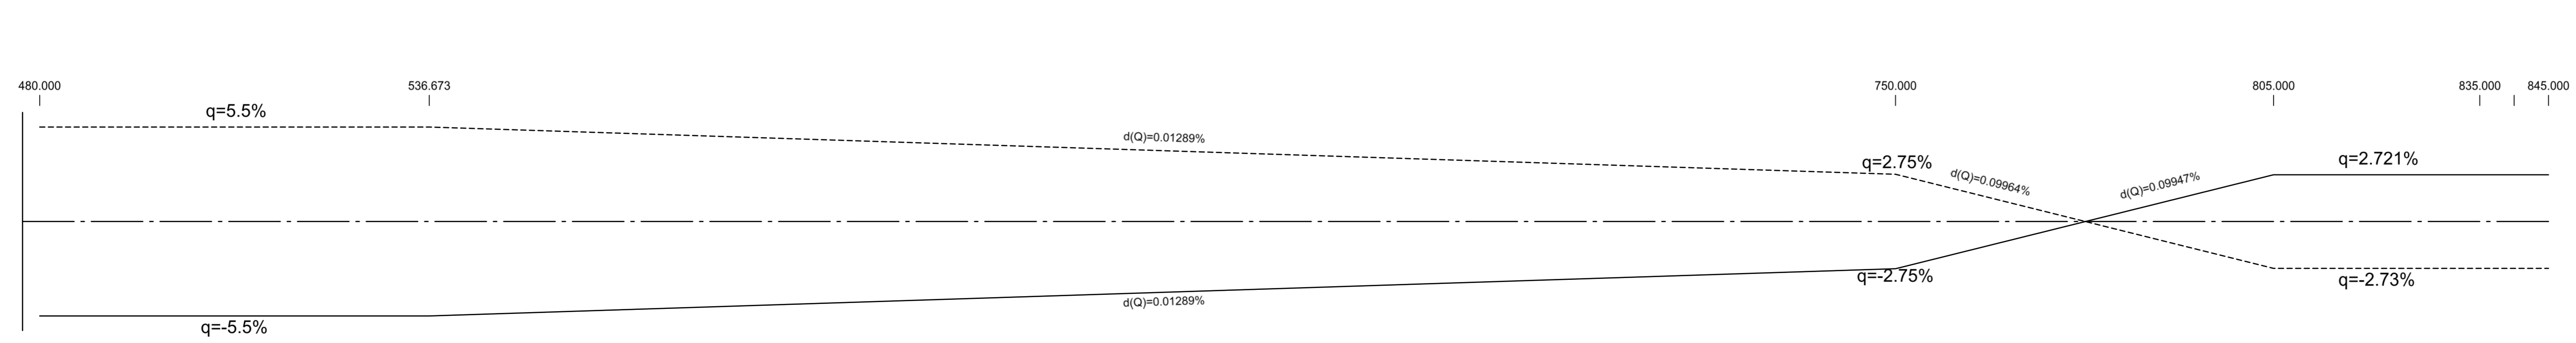 480.000 536.673 750.000 805.000 835.000 845.000
q=5.5%
d(Q)=0.01289%
q=2.75%
d(Q)=0.09964%
d(Q)=0.09947%
q=2.721%
q=-5.5%
d(Q)=0.01289%
q=-2.75%
q=-2.73%